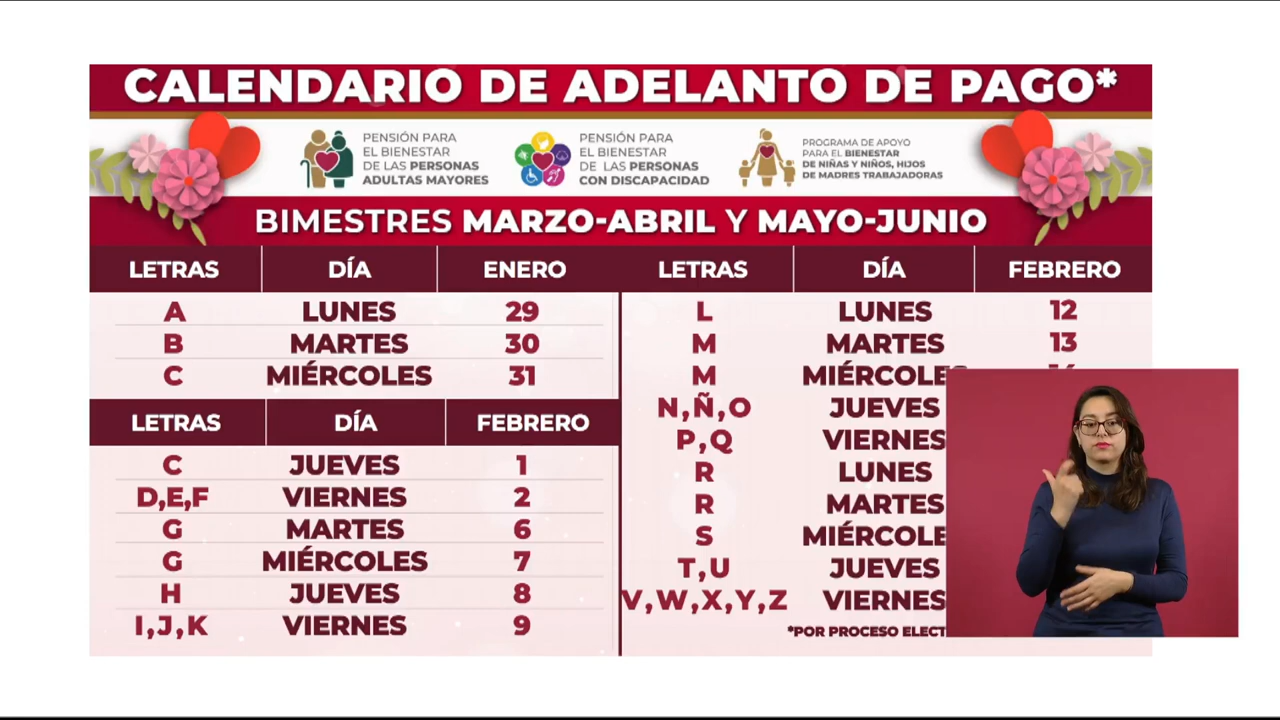 CALENDARIO DE ADELANTO DE PAGO*
PENSIÓN PARA
EL BIENESTAR
DE LAS PERSONAS
ADULTAS MAYORES
PENSIÓN PARA
EL BIENESTAR
DE LAS PERSONAS
CON DISCAPACIDAD
PROGRAMA DE APOYO
PARA EL BIENESTAR
DE NIÑAS Y NIÑOS, HIJOS
DE MADRES TRABAJADORAS
BIMESTRES MARZO-ABRIL Y MAYO-JUNIO
LETRAS DÍA ENERO
A LUNES 29
B MARTES 30
C MIÉRCOLES 31
LETRAS DÍA FEBRERO
C JUEVES 1
D,E,F VIERNES 2
G MARTES 6
G MIÉRCOLES 7
H JUEVES 8
I,J,K VIERNES 9
LETRAS DÍA FEBRERO
L LUNES 12
M MARTES 13
M
N,Ñ,O JUEVES
P,Q VIERNES
R LUNES
R MARTES
S
T,U JUEVES
V,W,X,Y,Z VIERNES
*POR PROCESO